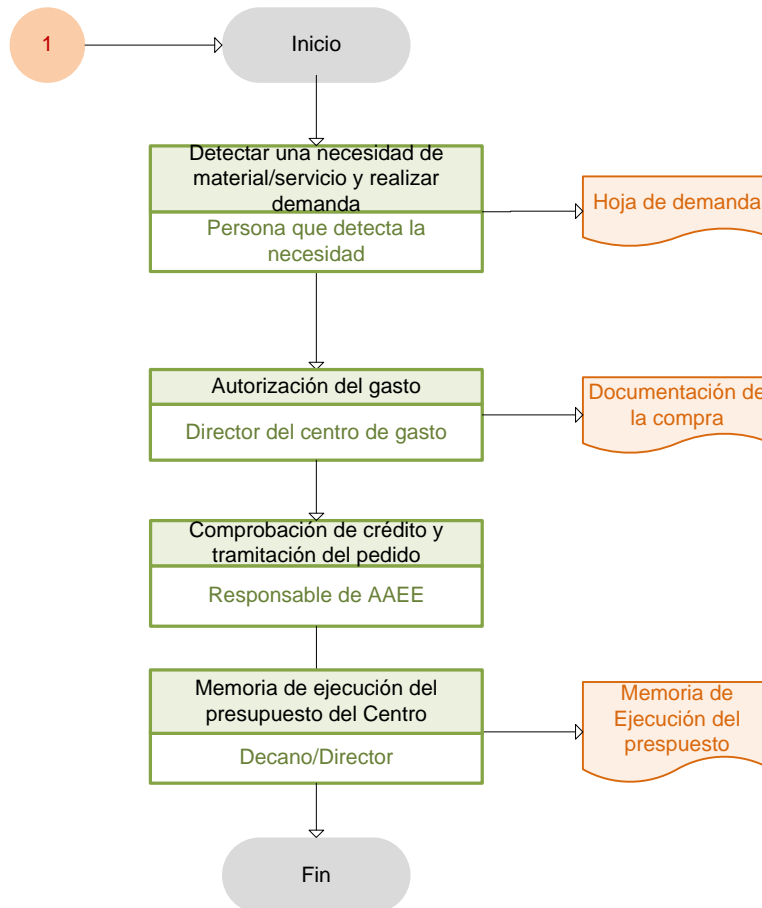 1
Inicio
Detectar una necesidad de
material/servicio y realizar
demanda
Persona que detecta la
necesidad
Hoja de demanda
Autorización del gasto
Director del centro de gasto
Documentación de
la compra
Comprobación de crédito y
tramitación del pedido
Responsable de AAEE
Memoria de ejecución del
presupuesto del Centro
Decano/Director
Memoria de
Ejecución del
prespuesto
Fin